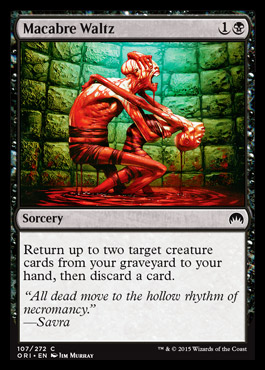 Macabre Waltz 1
Sorcery
Return up to two target creature
cards from your graveyard to your
hand, then discard a card.
"All dead move to the hollow rhythm of
necromancy."
—Savra
107/272 C
ORI • EN Jim Murray
™ & © 2015 Wizards of the Coast